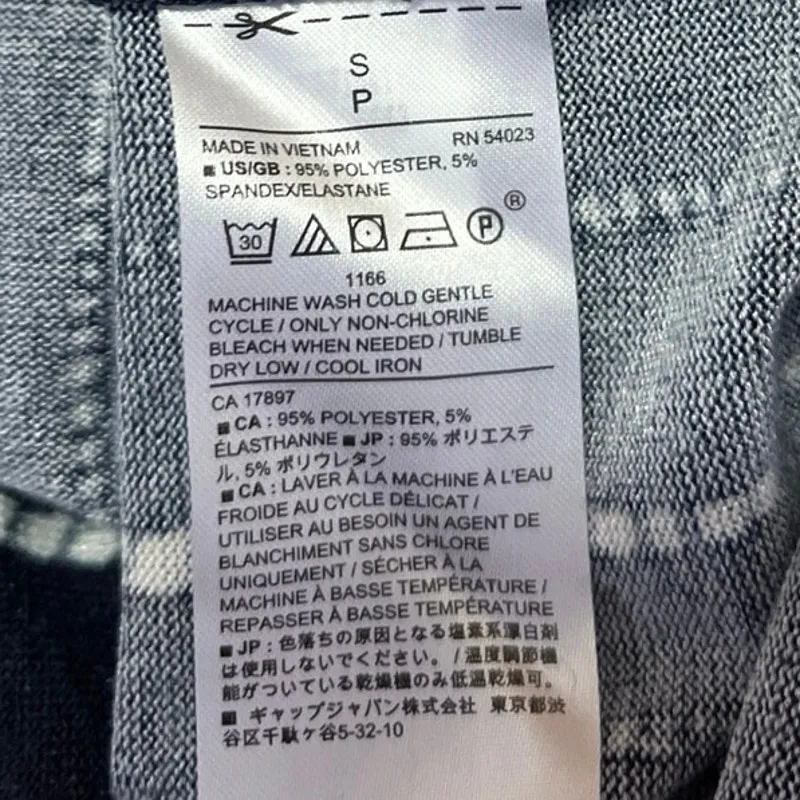 S
P
MADE IN VIETNAM RN 54023
■ US/GB : 95% POLYESTER, 5%
SPANDEX/ELASTANE
30 P ®
1166
MACHINE WASH COLD GENTLE
CYCLE / ONLY NON-CHLORINE
BLEACH WHEN NEEDED / TUMBLE
DRY LOW / COOL IRON
CA 17897
■ CA : 95% POLYESTER, 5%
ÉLASTHANNE ■ JP : 95% ポリエステ
ル, 5% ポリウレタン
■ CA : LAVER À LA MACHINE À L'EAU
FROIDE AU CYCLE DÉLICAT /
UTILISER AU BESOIN UN AGENT DE
BLANCHIMENT SANS CHLORE
UNIQUEMENT / SÉCHER À LA
MACHINE À BASSE TEMPÉRATURE /
REPASSER À BASSE TEMPÉRATURE
■ JP : 色落ちの原因となる塩素系漂白剤
は使用しないでください。 / 温度調節機
能がついている乾燥機のみ低温乾燥可。
■ ギャップジャパン株式会社 東京都渋
谷区千駄ケ谷5-32-10